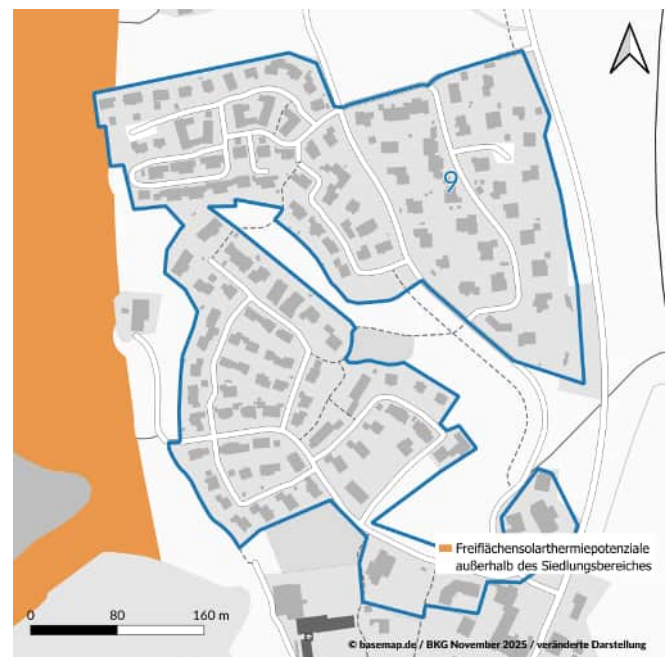 9
Freiflächensolarthermiepotenziale
außerhalb des Siedlungsbereiches
0 80 160 m
© basemap.de / BKG November 2025 / veränderte Darstellung